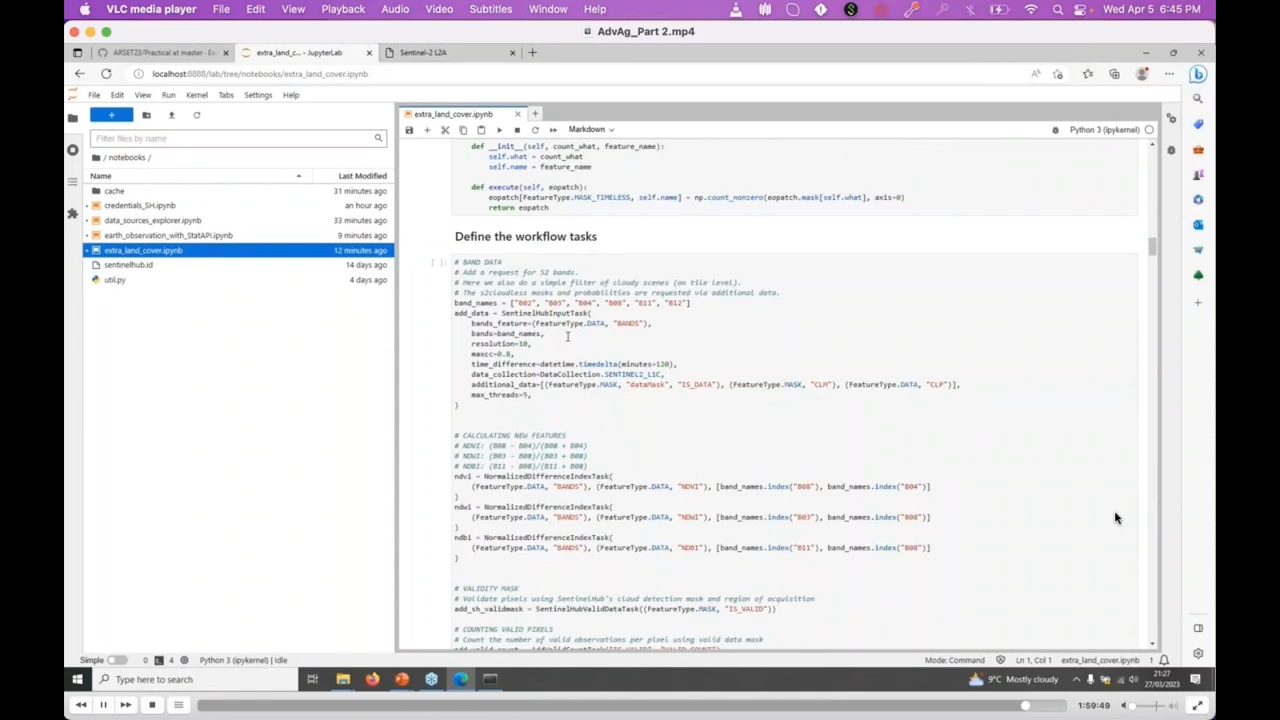 VLC media player File Edit View Playback Audio Video Subtitles Window Help Wed Apr 5 6:45 PM
AdvAg_Part 2.mp4
ARSET23/Practical at master · E: extra_land_c... - JupyterLab Sentinel-2 L2A
localhost:8888/lab/tree/notebooks/extra_land_cover.ipynb
File Edit View Run Kernel Tabs Settings Help
extra_land_cover.ipynb
Filter files by name
Markdown
Python 3 (ipykernel)
/ notebooks /
Name Last Modified
cache 31 minutes ago
credentials_SH.ipynb an hour ago
data_sources_explorer.ipynb 33 minutes ago
earth_observation_with_StatAPI.ipynb 9 minutes ago
extra_land_cover.ipynb 12 minutes ago
sentinelhub.id 14 days ago
util.py 4 days ago
def __init__(self, count_what, feature_name):
self.what = count_what
self.name = feature_name
def execute(self, eopatch):
eopatch[FeatureType.MASK_TIMELESS, self.name] = np.count_nonzero(eopatch.mask[self.what], axis=0)
return eopatch
Define the workflow tasks
[ ]: # BAND DATA
# Add a request for S2 bands.
# Here we also do a simple filter of cloudy scenes (on tile level).
# The s2cloudless masks and probabilities are requested via additional data.
band_names = ["B02", "B03", "B04", "B08", "B11", "B12"]
add_data = SentinelHubInputTask(
bands_feature=(FeatureType.DATA, "BANDS"),
bands=band_names,
resolution=10,
maxcc=0.8,
time_difference=datetime.timedelta(minutes=120),
data_collection=DataCollection.SENTINEL2_L1C,
additional_data=[(FeatureType.MASK, "dataMask", "IS_DATA"), (FeatureType.MASK, "CLM"), (FeatureType.DATA, "CLP")],
max_threads=5,
)
# CALCULATING NEW FEATURES
# NDVI: (B08 - B04)/(B08 + B04)
# NDWI: (B03 - B08)/(B03 + B08)
# NDBI: (B11 - B08)/(B11 + B08)
ndvi = NormalizedDifferenceIndexTask(
(FeatureType.DATA, "BANDS"), (FeatureType.DATA, "NDVI"), [band_names.index("B08"), band_names.index("B04")]
)
ndwi = NormalizedDifferenceIndexTask(
(FeatureType.DATA, "BANDS"), (FeatureType.DATA, "NDWI"), [band_names.index("B03"), band_names.index("B08")]
)
ndbi = NormalizedDifferenceIndexTask(
(FeatureType.DATA, "BANDS"), (FeatureType.DATA, "NDBI"), [band_names.index("B11"), band_names.index("B08")]
)
# VALIDITY MASK
# Validate pixels using SentinelHub's cloud detection mask and region of acquisition
add_sh_validmask = SentinelHubValidDataTask((FeatureType.MASK, "IS_VALID"))
# COUNTING VALID PIXELS
# Count the number of valid observations per pixel using valid data mask
add_valid_count = AddValidCountTask("IS_VALID", "VALID_COUNT")
Simple 0 4 Python 3 (ipykernel) | Idle Mode: Command Ln 1, Col 1 extra_land_cover.ipynb 1
Type here to search 9°C Mostly cloudy 21:27
27/03/2023
1:59:49